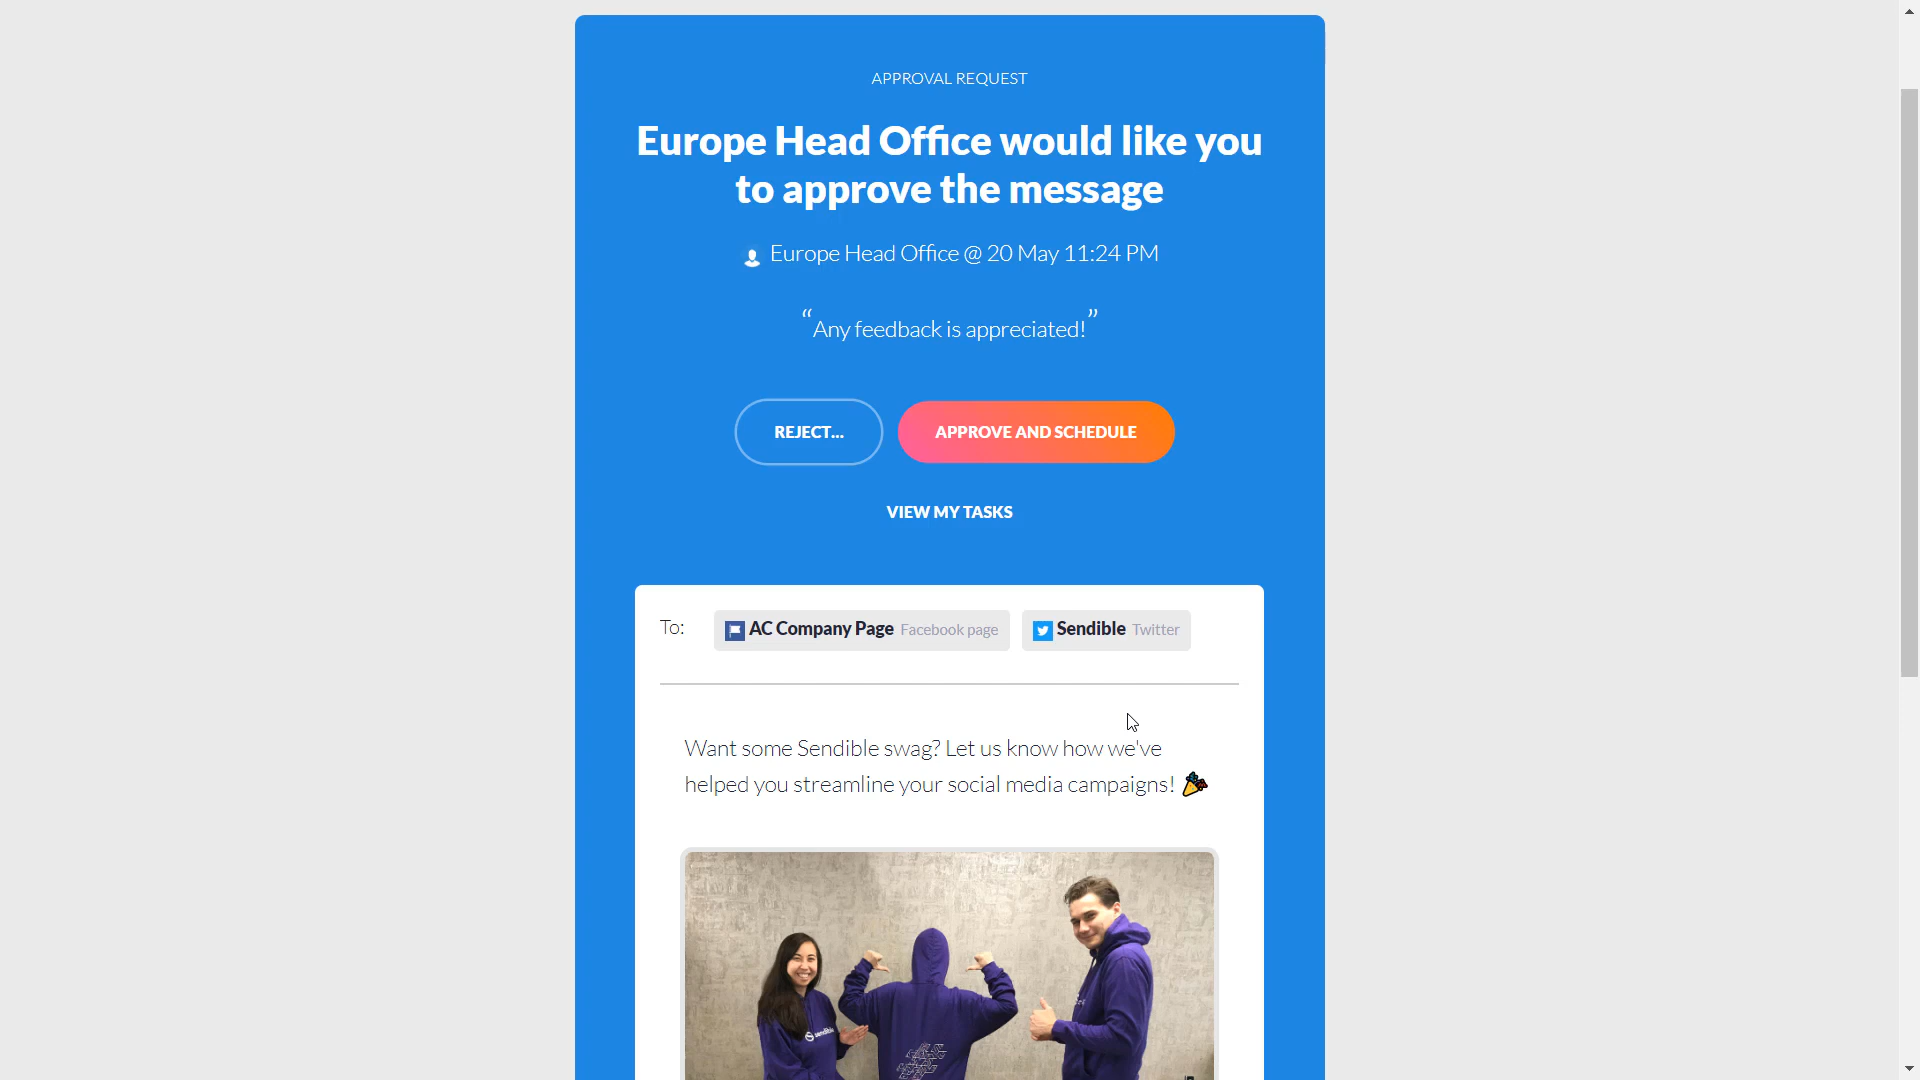 APPROVAL REQUEST
Europe Head Office would like you
to approve the message
Europe Head Office @ 20 May 11:24 PM
“Any feedback is appreciated!”
REJECT...
APPROVE AND SCHEDULE
VIEW MY TASKS
To: AC Company Page Facebook page Sendible Twitter
Want some Sendible swag? Let us know how we've
helped you streamline your social media campaigns! 🎉
sendible